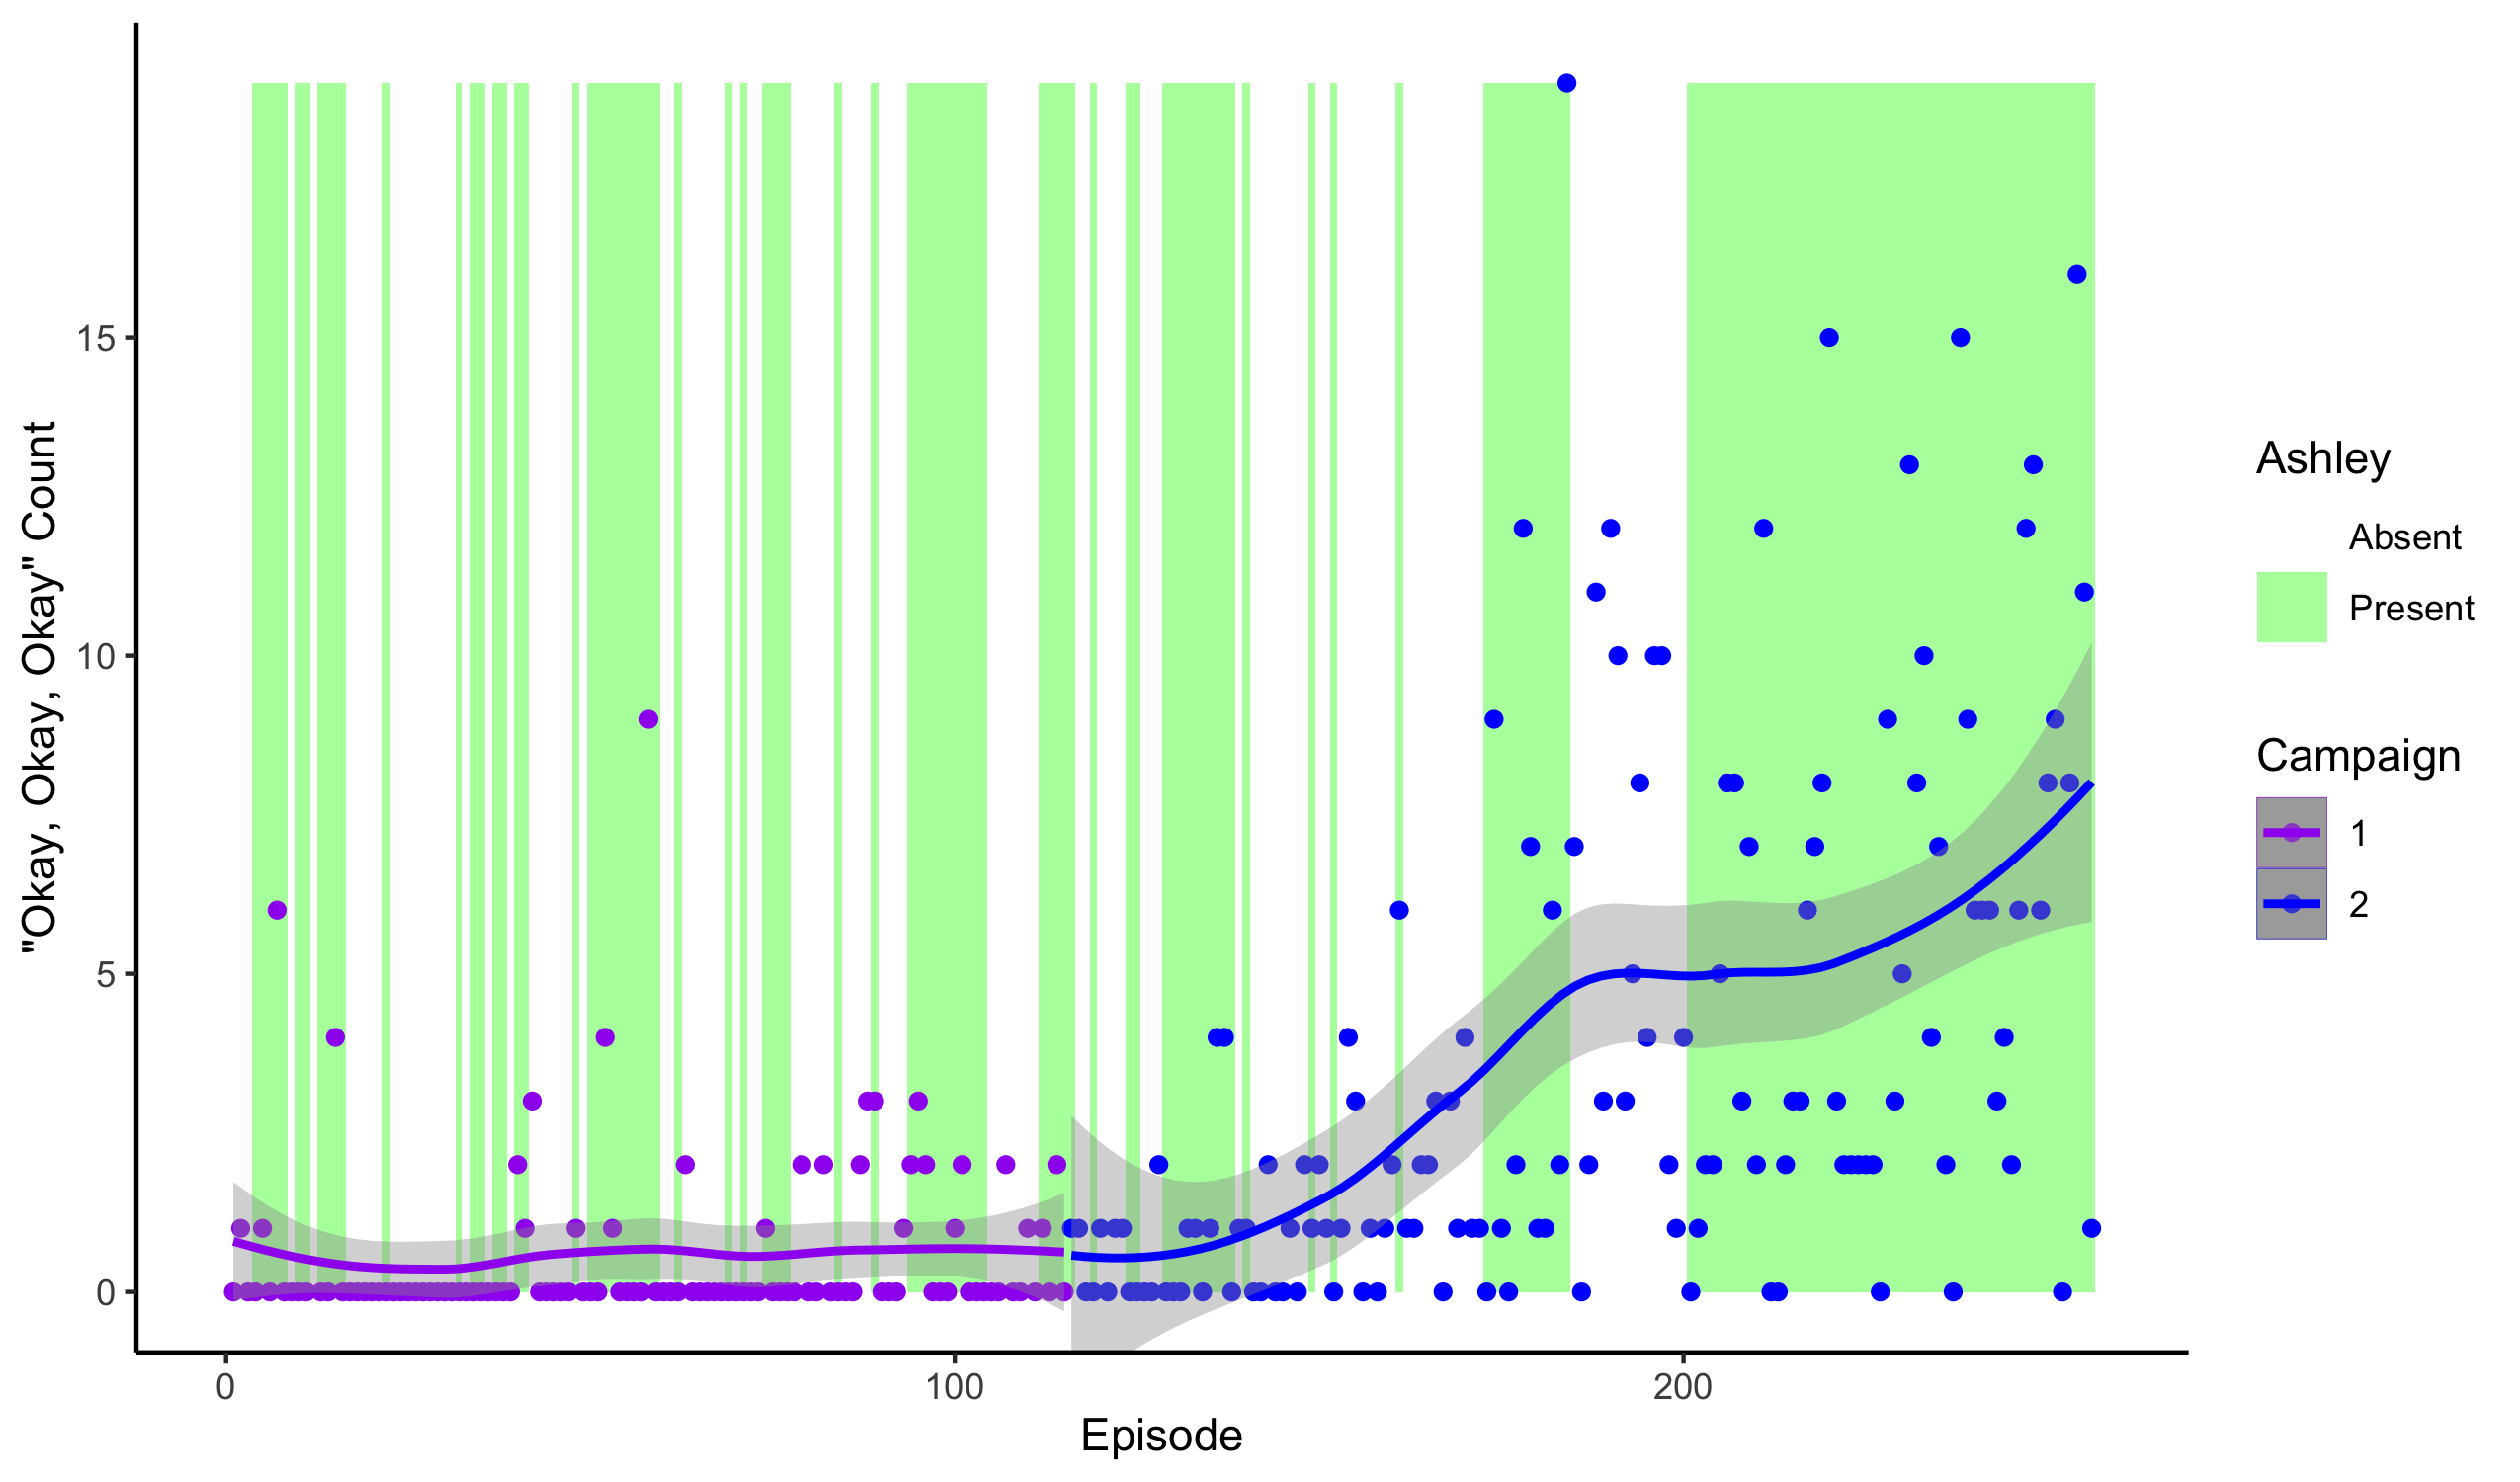 "Okay, Okay, Okay" Count
15
10
5
0
0
100
200
Episode
Ashley
Absent
Present
Campaign
1
2